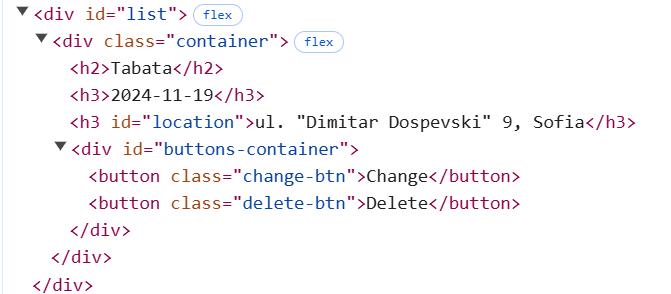 <div id="list"> flex
<div class="container"> flex
<h2>Tabata</h2>
<h3>2024-11-19</h3>
<h3 id="location">ul. "Dimitar Dospevski" 9, Sofia</h3>
<div id="buttons-container">
<button class="change-btn">Change</button>
<button class="delete-btn">Delete</button>
</div>
</div>
</div>